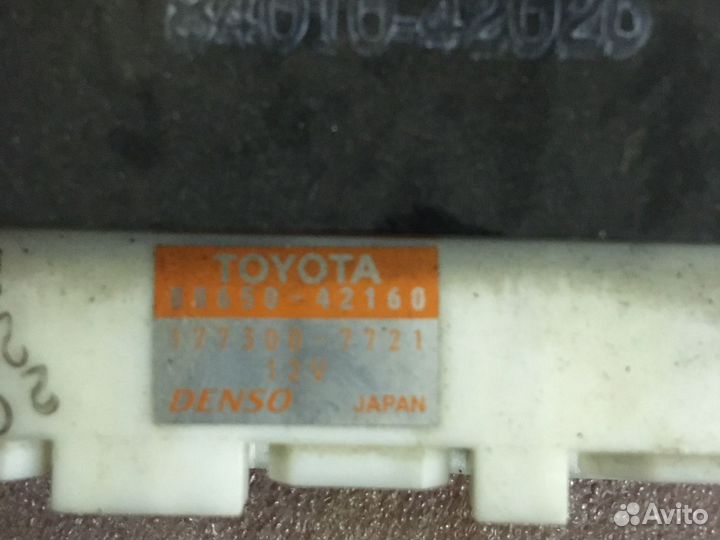 TOYOTA
88650-42160
177300-7721
12V
DENSO JAPAN
Avito